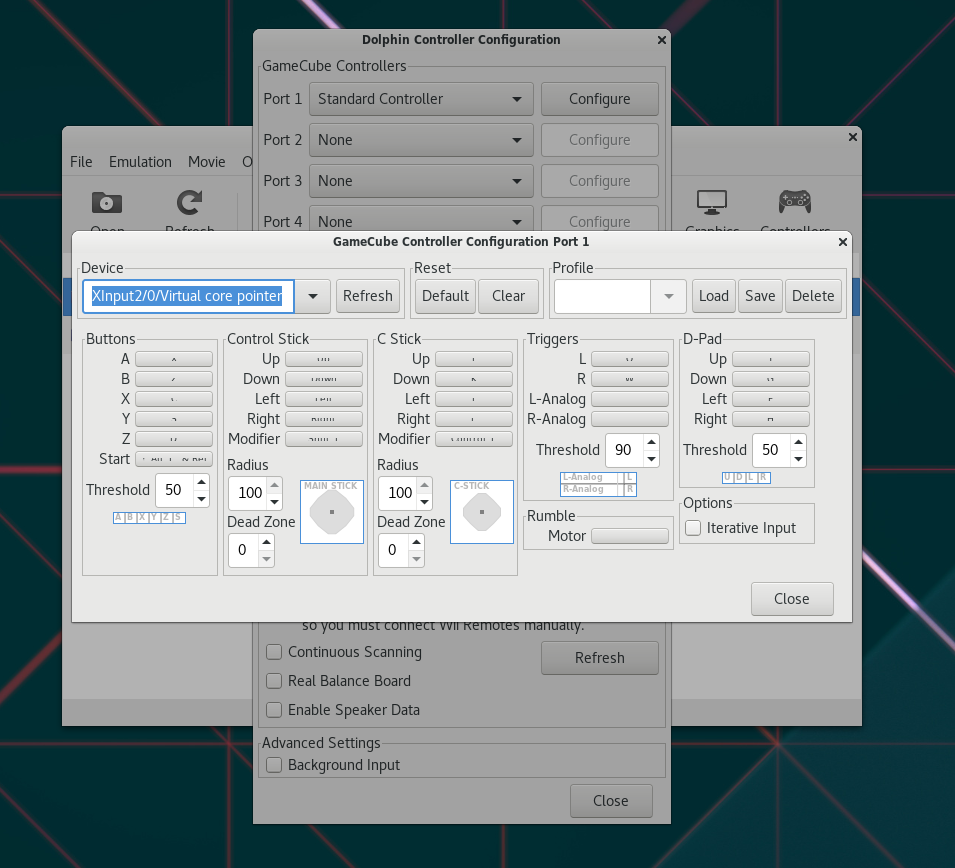 Dolphin Controller Configuration
GameCube Controllers
Port 1 Standard Controller Configure
Port 2 None Configure
File Emulation Movie O
Port 3 None Configure
Port 4 None Configure
GameCube Controller Configuration Port 1
Device Reset Profile
XInput2/0/Virtual core pointer Refresh Default Clear Load Save Delete
Buttons Control Stick C Stick Triggers D-Pad
A Up Up L Up
B Down Down R Down
X Left Left L-Analog Left
Y Right Right R-Analog Right
Z Modifier Modifier Threshold 90 Threshold 50
Start Radius Radius
Threshold 50 100 MAIN STICK 100 C-STICK L-Analog L U D L R
R-Analog R
A B X Y Z S Dead Zone Dead Zone Rumble Options
0 0 Motor Iterative Input
Close
so you must connect Wii Remotes manually.
Continuous Scanning Refresh
Real Balance Board
Enable Speaker Data
Advanced Settings
Background Input
Close